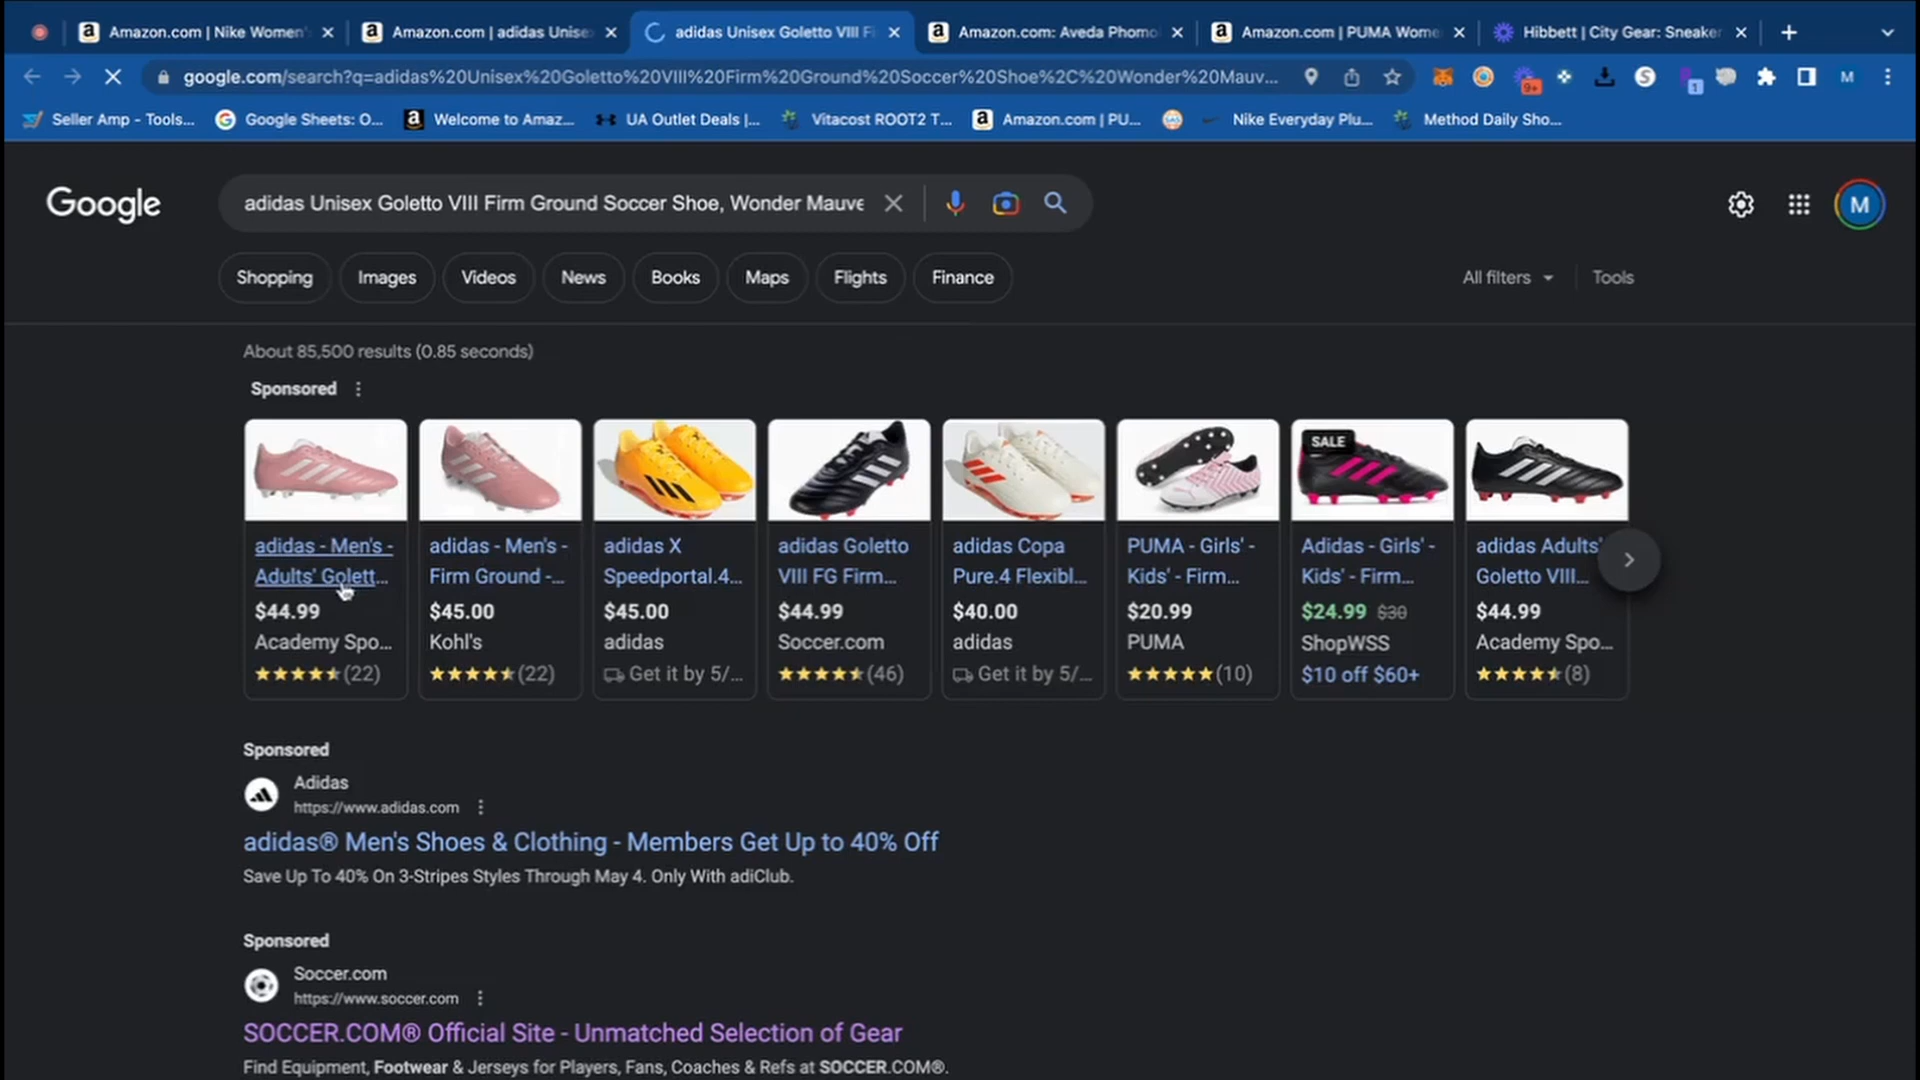 Amazon.com | Nike Women's
Amazon.com | adidas Unise
adidas Unisex Goletto VIII Fi
Amazon.com: Aveda Phomo
Amazon.com | PUMA Wome
Hibbett | City Gear: Sneaker
google.com/search?q=adidas%20Unisex%20Goletto%20VIII%20Firm%20Ground%20Soccer%20Shoe%2C%20Wonder%20Mauv...
9+
S
1
M
Seller Amp - Tools...
Google Sheets: O...
Welcome to Amaz...
UA Outlet Deals |...
Vitacost ROOT2 T...
Amazon.com | PU...
Nike Everyday Plu...
Method Daily Sho...
Google
adidas Unisex Goletto VIII Firm Ground Soccer Shoe, Wonder Mauve
M
Shopping
Images
Videos
News
Books
Maps
Flights
Finance
All filters
Tools
About 85,500 results (0.85 seconds)
Sponsored
adidas - Men's -
Adults' Golett...
$44.99
Academy Spo...
(22)
adidas - Men's -
Firm Ground -...
$45.00
Kohl's
(22)
adidas X
Speedportal.4...
$45.00
adidas
Get it by 5/...
adidas Goletto
VIII FG Firm...
$44.99
Soccer.com
(46)
adidas Copa
Pure.4 Flexibl...
$40.00
adidas
Get it by 5/...
PUMA - Girls' -
Kids' - Firm...
$20.99
PUMA
(10)
SALE
Adidas - Girls' -
Kids' - Firm...
$24.99 $30
ShopWSS
$10 off $60+
adidas Adults'
Goletto VIII...
$44.99
Academy Spo...
(8)
Sponsored
Adidas
https://www.adidas.com
adidas® Men's Shoes & Clothing - Members Get Up to 40% Off
Save Up To 40% On 3-Stripes Styles Through May 4. Only With adiClub.
Sponsored
Soccer.com
https://www.soccer.com
SOCCER.COM® Official Site - Unmatched Selection of Gear
Find Equipment, Footwear & Jerseys for Players, Fans, Coaches & Refs at SOCCER.COM®.